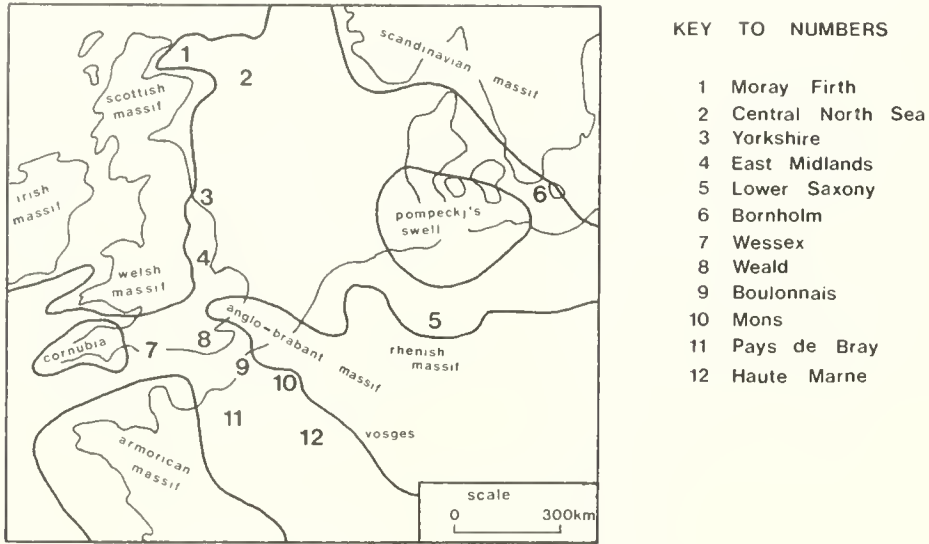 KEY TO NUMBERS
1 Moray Firth
2 Central North Sea
3 Yorkshire
4 East Midlands
5 Lower Saxony
6 Bornholm
7 Wessex
8 Weald
9 Boulonnais
10 Mons
11 Pays de Bray
12 Haute Marne
1
2
scandinavian
massif
scottish
massif
irish
massif
3
6
pompeckj's
swell
4
welsh
massif
anglo-brabant
massif
5
rhenish
massif
cornubia
7
8
9
10
11
12
vosges
armorican
massif
scale
0 300km